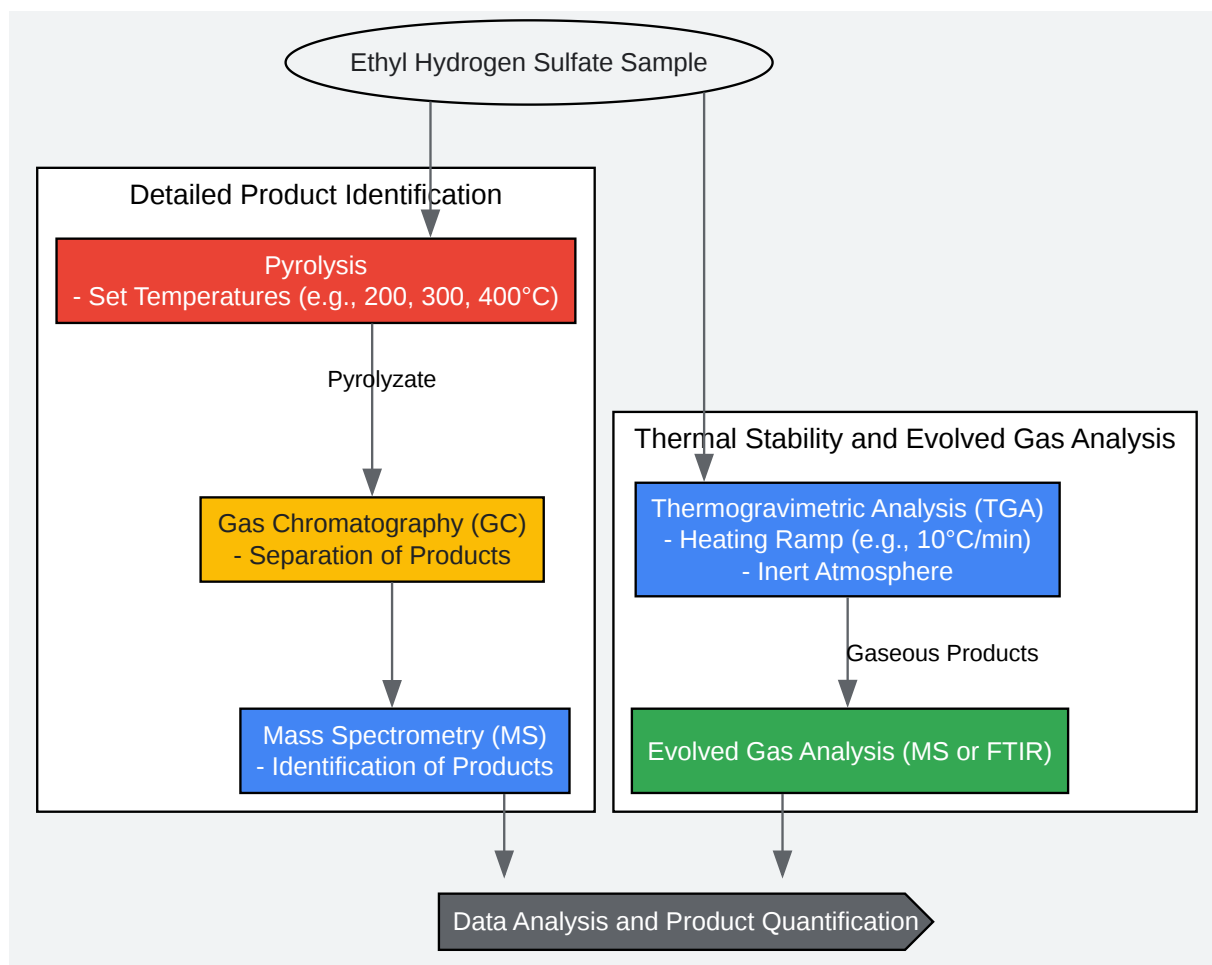 Ethyl Hydrogen Sulfate Sample
Detailed Product Identification
Pyrolysis
- Set Temperatures (e.g., 200, 300, 400°C)
Pyrolyzate
Gas Chromatography (GC)
- Separation of Products
Mass Spectrometry (MS)
- Identification of Products
Thermal Stability and Evolved Gas Analysis
Thermogravimetric Analysis (TGA)
- Heating Ramp (e.g., 10°C/min)
- Inert Atmosphere
Gaseous Products
Evolved Gas Analysis (MS or FTIR)
Data Analysis and Product Quantification